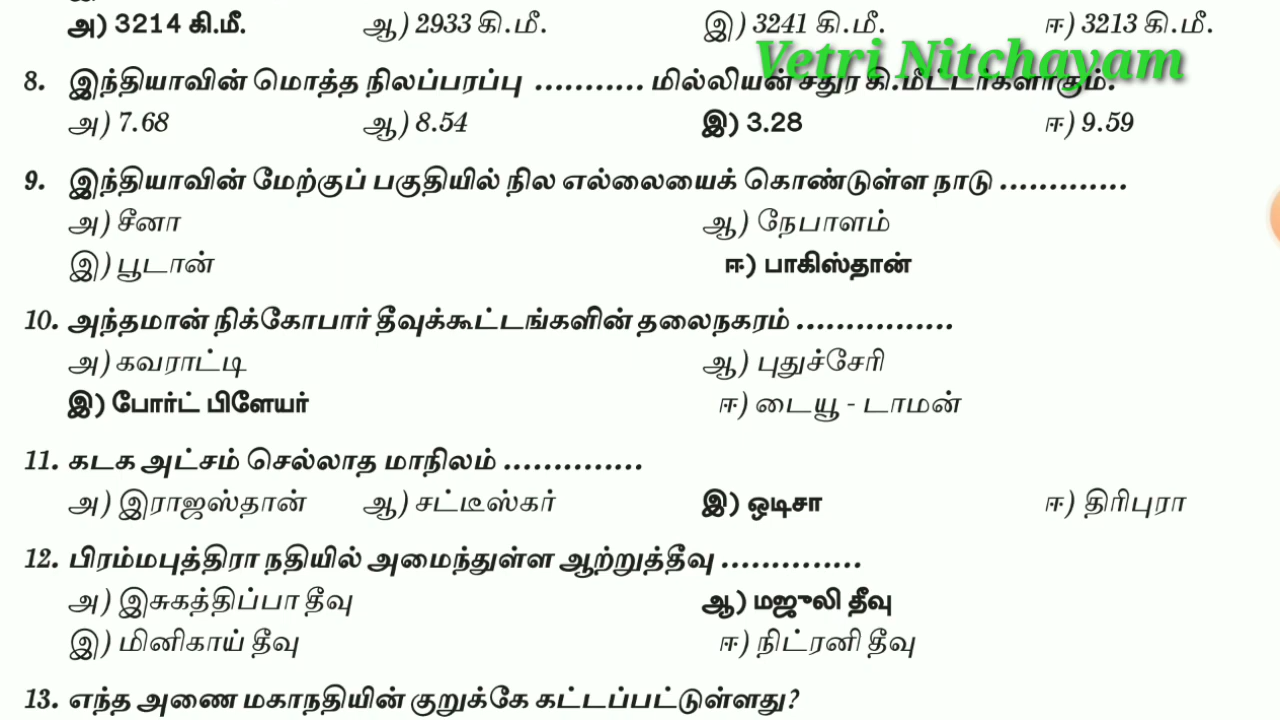 அ) 3214 கி.மீ. ஆ) 2933 கி.மீ. இ) 3241 கி.மீ. ஈ) 3213 கி.மீ.
Vetri Nitchayam
8. இந்தியாவின் மொத்த நிலப்பரப்பு ........... மில்லியன் சதுர கி.மீட்டர்களாகும்.
அ) 7.68 ஆ) 8.54 இ) 3.28 ஈ) 9.59
9. இந்தியாவின் மேற்குப் பகுதியில் நில எல்லையைக் கொண்டுள்ள நாடு .............
அ) சீனா ஆ) நேபாளம்
இ) பூடான் ஈ) பாகிஸ்தான்
10. அந்தமான் நிக்கோபார் தீவுக்கூட்டங்களின் தலைநகரம் ................
அ) கவராட்டி ஆ) புதுச்சேரி
இ) போர்ட் பிளேயர் ஈ) டையூ - டாமன்
11. கடக அட்சம் செல்லாத மாநிலம் ..............
அ) இராஜஸ்தான் ஆ) சட்டீஸ்கர் இ) ஒடிசா ஈ) திரிபுரா
12. பிரம்மபுத்திரா நதியில் அமைந்துள்ள ஆற்றுத்தீவு ..............
அ) இசுகத்திப்பா தீவு ஆ) மஜுலி தீவு
இ) மினிகாய் தீவு ஈ) நிட்ரனி தீவு
13. எந்த அணை மகாநதியின் குறுக்கே கட்டப்பட்டுள்ளது?